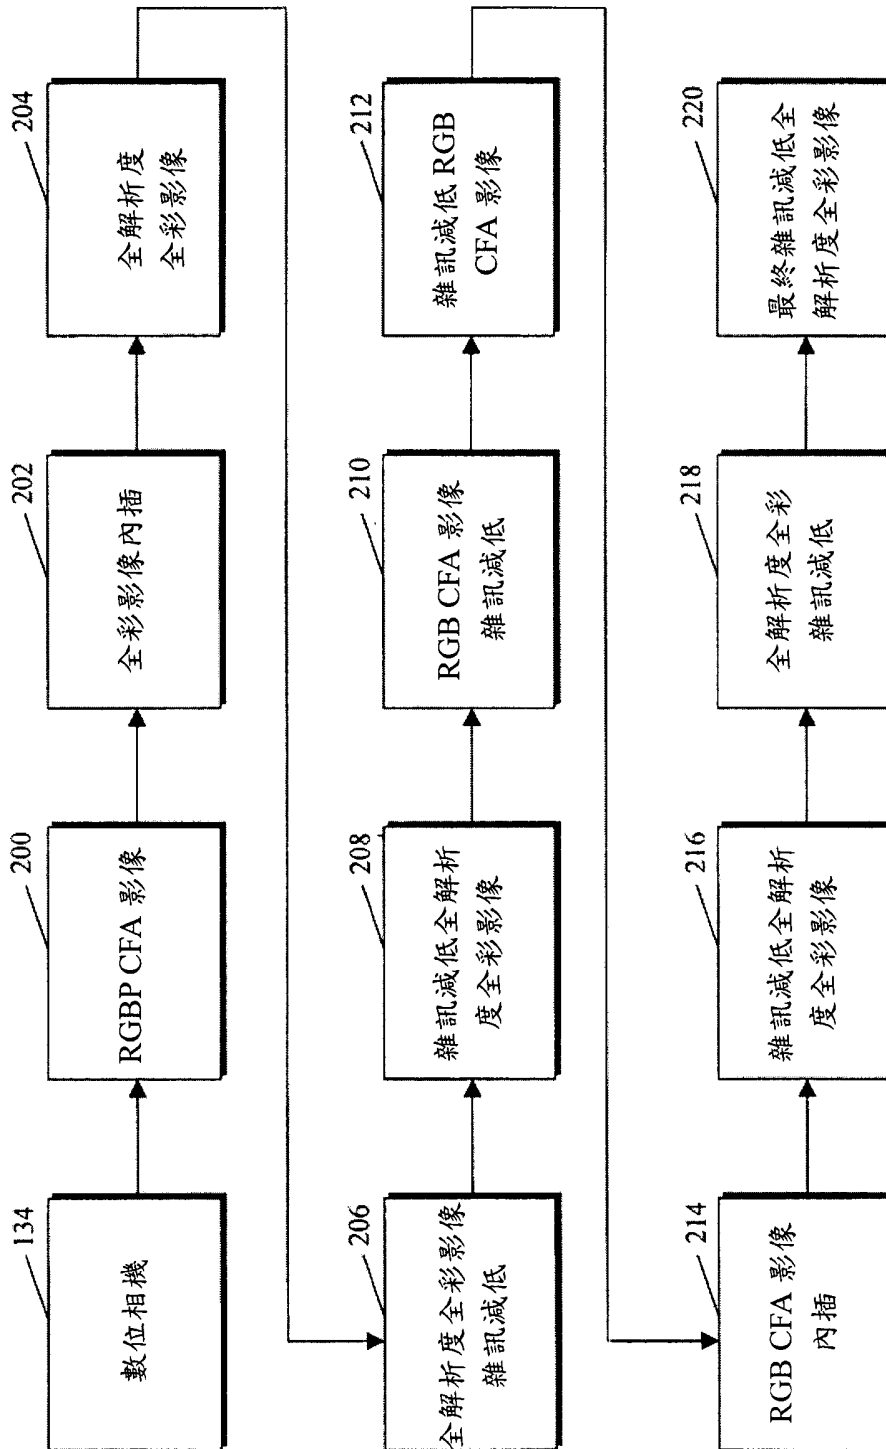 134
數位相機
200
RGBP CFA 影像
202
全彩影像內插
204
全解析度
全彩影像
206
全解析度全彩影像
雜訊減低
208
雜訊減低全解析
度全彩影像
210
RGB CFA 影像
雜訊減低
212
雜訊減低 RGB
CFA 影像
214
RGB CFA 影像
內插
216
雜訊減低全解析
度全彩影像
218
全解析度全彩
雜訊減低
220
最終雜訊減低全
解析度全彩影像